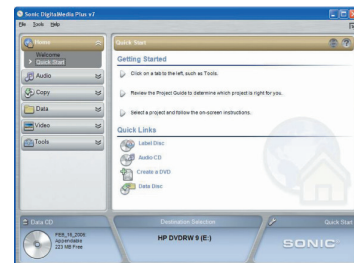 Sonic DigitalMedia Plus v7
File Tools Help
Home
Welcome
Quick Start
Audio
Copy
Data
Video
Tools
Quick Start
Getting Started
Click on a tab to the left, such as Tools.
Review the Project Guide to determine which project is right for you.
Select a project and follow the on-screen instructions.
Quick Links
Label Disc
Audio CD
Create a DVD
Data Disc
Data CD
FEB_10_2006
Appendable
223 MB Free
Destination Selection
HP DVDRW 9 (E:)
Quick Start
SONIC